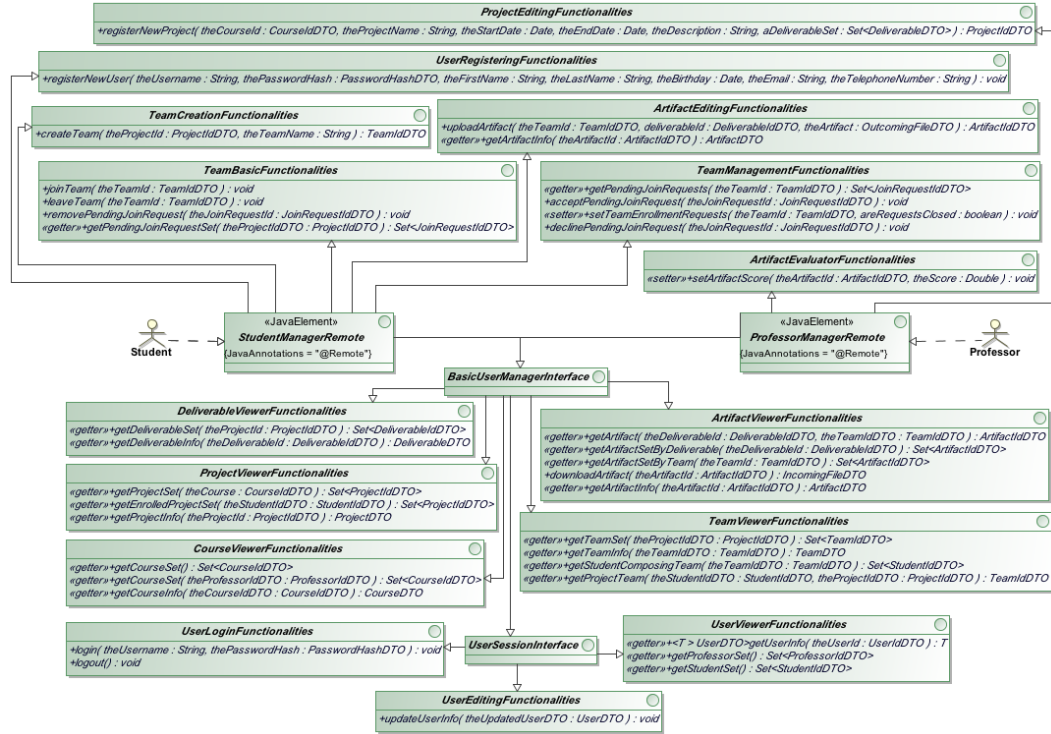 ProjectEditingFunctionalities
+registerNewProject( theCourseId : CourseIdDTO, theProjectName : String, theStartDate : Date, theEndDate : Date, theDescription : String, aDeliverableSet : Set<DeliverableDTO> ) : ProjectIdDTO
UserRegisteringFunctionalities
+registerNewUser( theUsername : String, thePasswordHash : PasswordHashDTO, theFirstName : String, theLastName : String, theBirthday : Date, theEmail : String, theTelephoneNumber : String ) : void
TeamCreationFunctionalities
+createTeam( theProjectId : ProjectIdDTO, theTeamName : String ) : TeamIdDTO
ArtifactEditingFunctionalities
+uploadArtifact( theTeamId : TeamIdDTO, deliverableId : DeliverableIdDTO, theArtifact : OutcomingFileDTO ) : ArtifactIdDTO
«getter»+getArtifactInfo( theArtifactId : ArtifactIdDTO ) : ArtifactDTO
TeamBasicFunctionalities
+joinTeam( theTeamId : TeamIdDTO ) : void
+leaveTeam( theTeamId : TeamIdDTO ) : void
+removePendingJoinRequest( theJoinRequestId : JoinRequestIdDTO ) : void
«getter»+getPendingJoinRequestSet( theProjectIdDTO : ProjectIdDTO ) : Set<JoinRequestIdDTO>
TeamManagementFunctionalities
«getter»+getPendingJoinRequests( theTeamId : TeamIdDTO ) : Set<JoinRequestIdDTO>
+acceptPendingJoinRequest( theJoinRequestId : JoinRequestIdDTO ) : void
«setter»+setTeamEnrollmentRequests( theTeamId : TeamIdDTO, areRequestsClosed : boolean ) : void
+declinePendingJoinRequest( theJoinRequestId : JoinRequestIdDTO ) : void
ArtifactEvaluatorFunctionalities
«setter»+setArtifactScore( theArtifactId : ArtifactIdDTO, theScore : Double ) : void
Student
«JavaElement»
StudentManagerRemote
{JavaAnnotations = "@Remote"}
«JavaElement»
ProfessorManagerRemote
{JavaAnnotations = "@Remote"}
Professor
BasicUserManagerInterface
DeliverableViewerFunctionalities
«getter»+getDeliverableSet( theProjectId : ProjectIdDTO ) : Set<DeliverableIdDTO>
«getter»+getDeliverableInfo( theDeliverableId : DeliverableIdDTO ) : DeliverableDTO
ArtifactViewerFunctionalities
«getter»+getArtifact( theDeliverableId : DeliverableIdDTO, theTeamIdDTO : TeamIdDTO ) : ArtifactIdDTO
«getter»+getArtifactSetByDeliverable( theDeliverableId : DeliverableIdDTO ) : Set<ArtifactIdDTO>
«getter»+getArtifactSetByTeam( theTeamId : TeamIdDTO ) : Set<ArtifactIdDTO>
+downloadArtifact( theArtifact : ArtifactIdDTO ) : IncomingFileDTO
«getter»+getArtifactInfo( theArtifactId : ArtifactIdDTO ) : ArtifactDTO
ProjectViewerFunctionalities
«getter»+getProjectSet( theCourse : CourseIdDTO ) : Set<ProjectIdDTO>
«getter»+getEnrolledProjectSet( theStudentIdDTO : StudentIdDTO ) : Set<ProjectIdDTO>
«getter»+getProjectInfo( theProjectId : ProjectIdDTO ) : ProjectDTO
TeamViewerFunctionalities
«getter»+getTeamSet( theProjectIdDTO : ProjectIdDTO ) : Set<TeamIdDTO>
«getter»+getTeamInfo( theTeamIdDTO : TeamIdDTO ) : TeamDTO
«getter»+getStudentComposingTeam( theTeamIdDTO : TeamIdDTO ) : Set<StudentIdDTO>
«getter»+getProjectTeam( theStudentIdDTO : StudentIdDTO, theProjectIdDTO : ProjectIdDTO ) : TeamIdDTO
CourseViewerFunctionalities
«getter»+getCourseSet() : Set<CourseIdDTO>
«getter»+getCourseSet( theProfessorIdDTO : ProfessorIdDTO ) : Set<CourseIdDTO>
«getter»+getCourseInfo( theCourseIdDTO : CourseIdDTO ) : CourseDTO
UserLoginFunctionalities
+login( theUsername : String, thePasswordHash : PasswordHashDTO ) : void
+logout() : void
UserSessionInterface
UserViewerFunctionalities
«getter»+<T > UserDTO>getUserInfo( theUserId : UserIdDTO ) : T
«getter»+getProfessorSet() : Set<ProfessorIdDTO>
«getter»+getStudentSet() : Set<StudentIdDTO>
UserEditingFunctionalities
+updateUserInfo( theUpdatedUserDTO : UserDTO ) : void